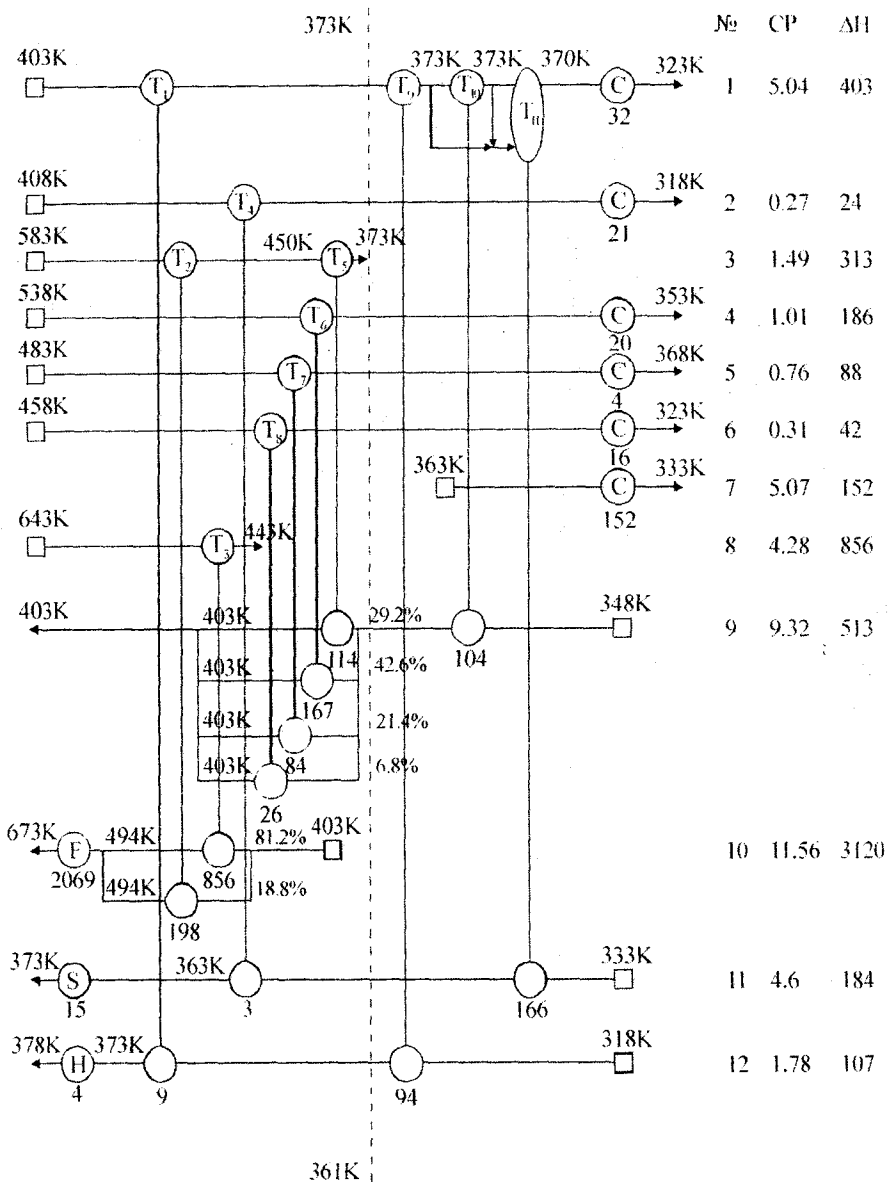 373K № CP ΔH
403K 373K 373K 370K 323K
T1 T9 T10 T11 C 1 5.04 403
32
408K 318K
T4 C 2 0.27 24
21
583K 450K 373K
T2 T5 3 1.49 313
538K 353K
T6 C 4 1.01 186
20
483K 368K
T7 C 5 0.76 88
4
458K 323K
T8 C 6 0.31 42
16
363K 333K
C 7 5.07 152
152
643K 443K
T3 8 4.28 856
403K 403K 29.2% 348K
9 9.32 513
114 104
403K 42.6%
167
403K 21.4%
84
403K 6.8%
26
673K 494K 81.2% 403K
F 10 11.56 3120
2069 856
494K 18.8%
198
373K 363K 333K
S 11 4.6 184
15 3 166
378K 373K 318K
H 12 1.78 107
4 9 94
361K